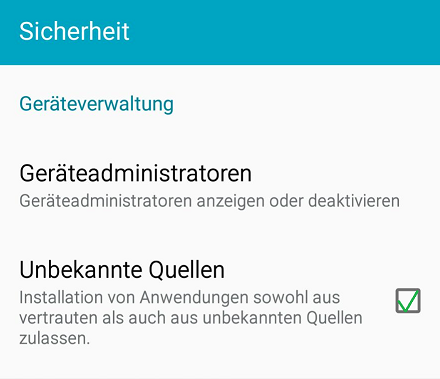 Sicherheit
Geräteverwaltung
Geräteadministratoren
Geräteadministratoren anzeigen oder deaktivieren
Unbekannte Quellen
Installation von Anwendungen sowohl aus
vertrauten als auch aus unbekannten Quellen
zulassen.